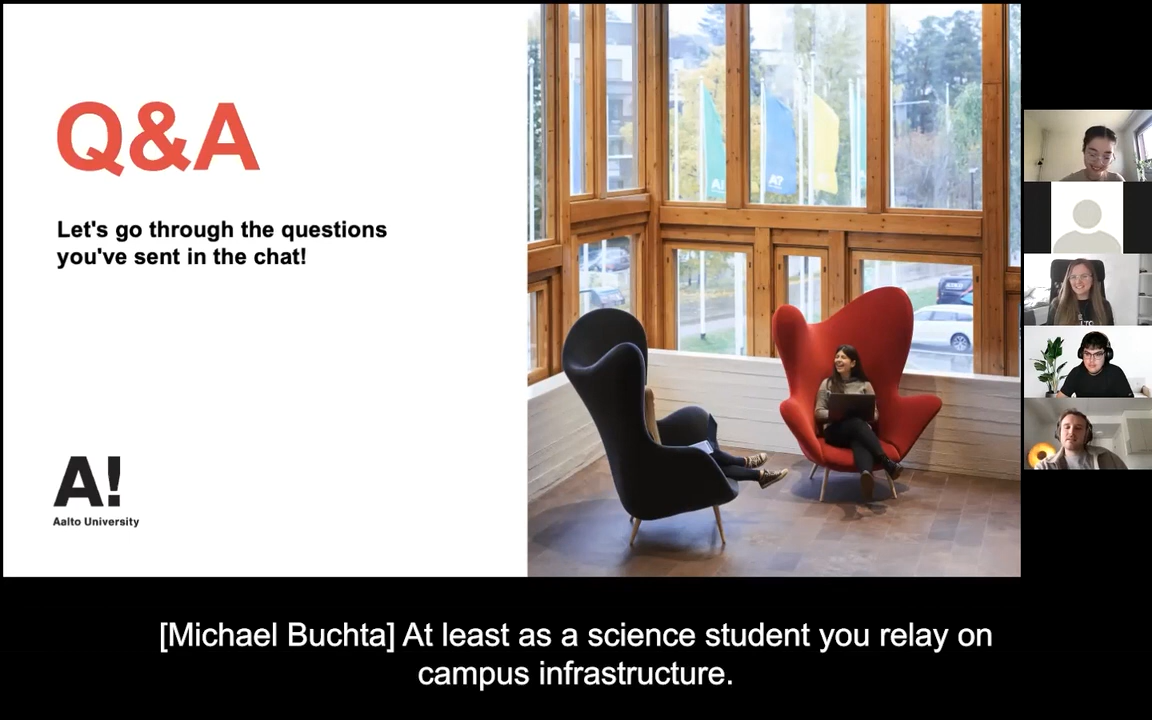 Q&A
Let's go through the questions
you've sent in the chat!
A!
Aalto University
A!
A?
[Michael Buchta] At least as a science student you relay on
campus infrastructure.